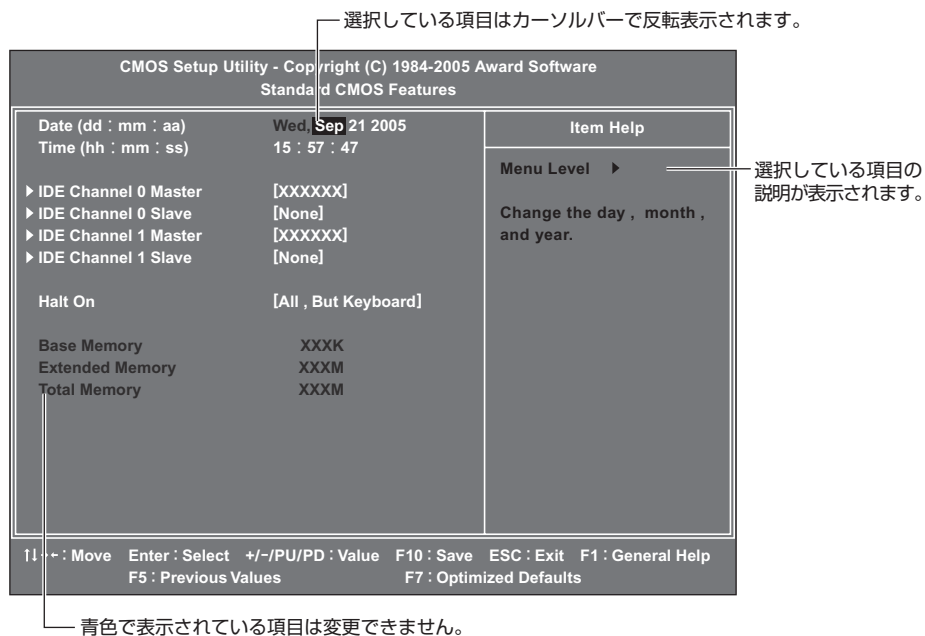 選択している項目はカーソルバーで反転表示されます。
CMOS Setup Utility - Copyright (C) 1984-2005 Award Software
Standard CMOS Features
Date (dd : mm : aa) Wed, Sep 21 2005
Time (hh : mm : ss) 15 : 57 : 47
▶ IDE Channel 0 Master [XXXXXX]
▶ IDE Channel 0 Slave [None]
▶ IDE Channel 1 Master [XXXXXX]
▶ IDE Channel 1 Slave [None]
Halt On [All , But Keyboard]
Base Memory XXXK
Extended Memory XXXM
Total Memory XXXM
Item Help
Menu Level ▶
Change the day , month ,
and year.
選択している項目の
説明が表示されます。
↑↓→← : Move Enter : Select +/-/PU/PD : Value F10 : Save ESC : Exit F1 : General Help
F5 : Previous Values F7 : Optimized Defaults
青色で表示されている項目は変更できません。